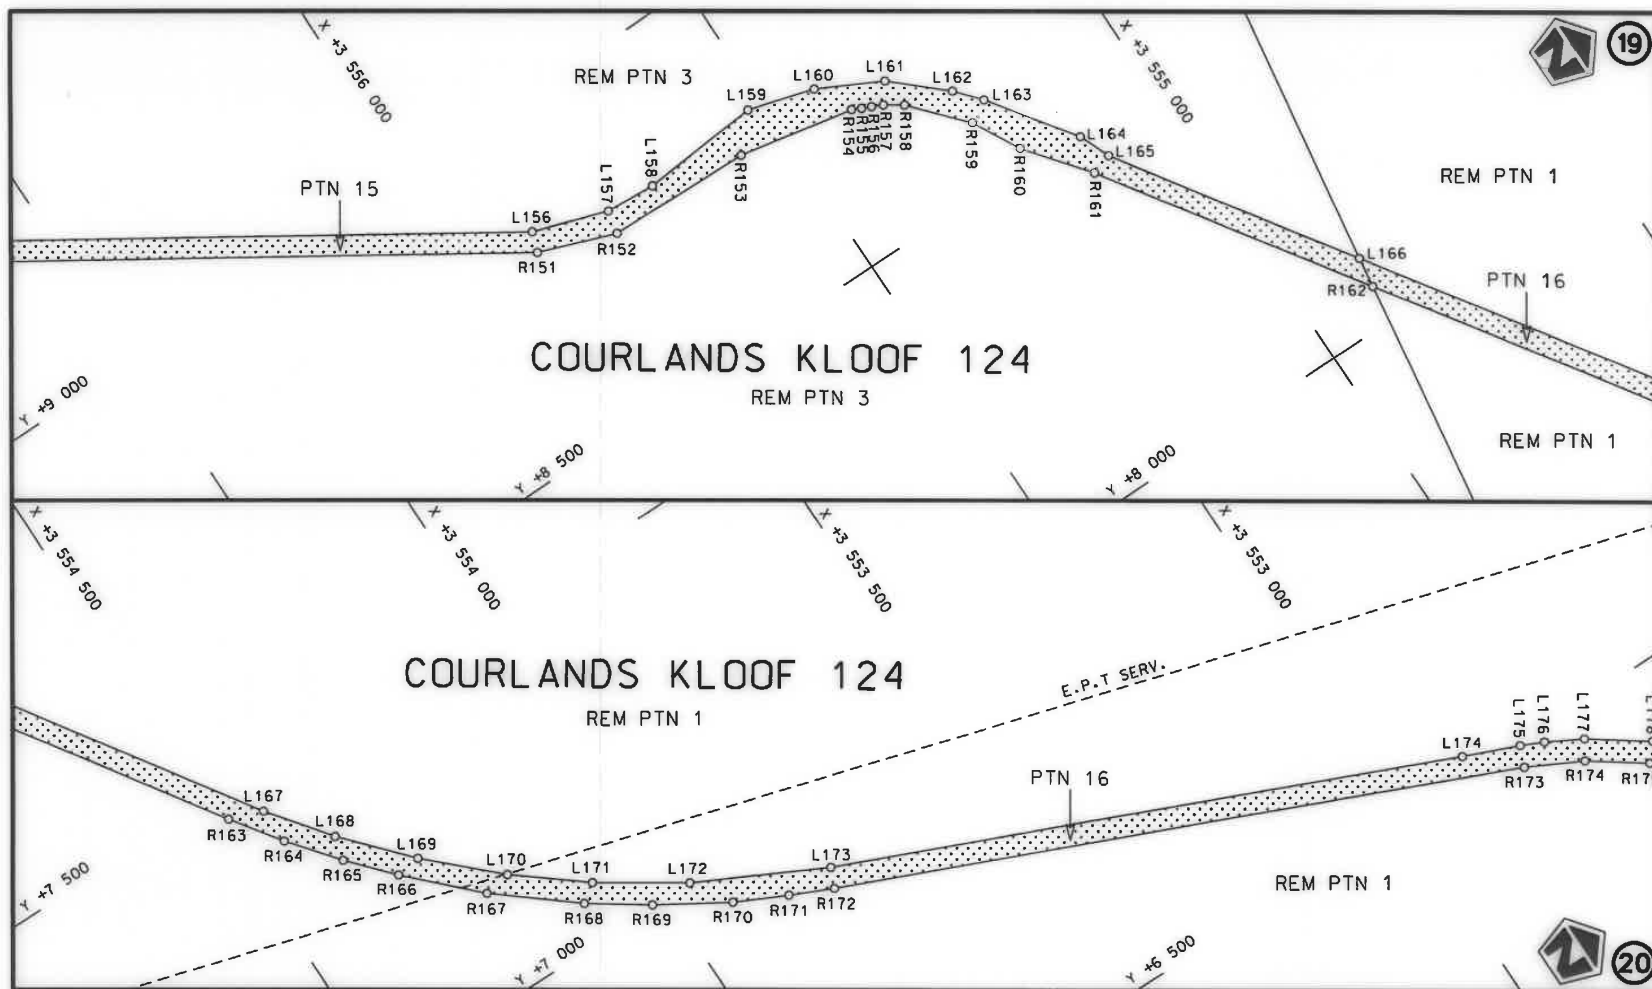 X +3 556 000
REM PTN 3
X +3 555 000
19
L156
L157
L158
L159
L160
L161
L162
L163
L164
L165
L166
R151
R152
R153
R154
R155
R156
R157
R158
R159
R160
R161
R162
PTN 15
REM PTN 1
PTN 16
COURLANDS KLOOF 124
REM PTN 3
REM PTN 1
Y +9 000
Y +8 500
Y +8 000
X +3 554 500
X +3 554 000
X +3 553 500
X +3 553 000
COURLANDS KLOOF 124
REM PTN 1
E.P.T SERV.
PTN 16
L167
L168
L169
L170
L171
L172
L173
L174
L175
L176
L177
R163
R164
R165
R166
R167
R168
R169
R170
R171
R172
R173
R174
REM PTN 1
Y +7 500
Y +7 000
Y +6 500
20